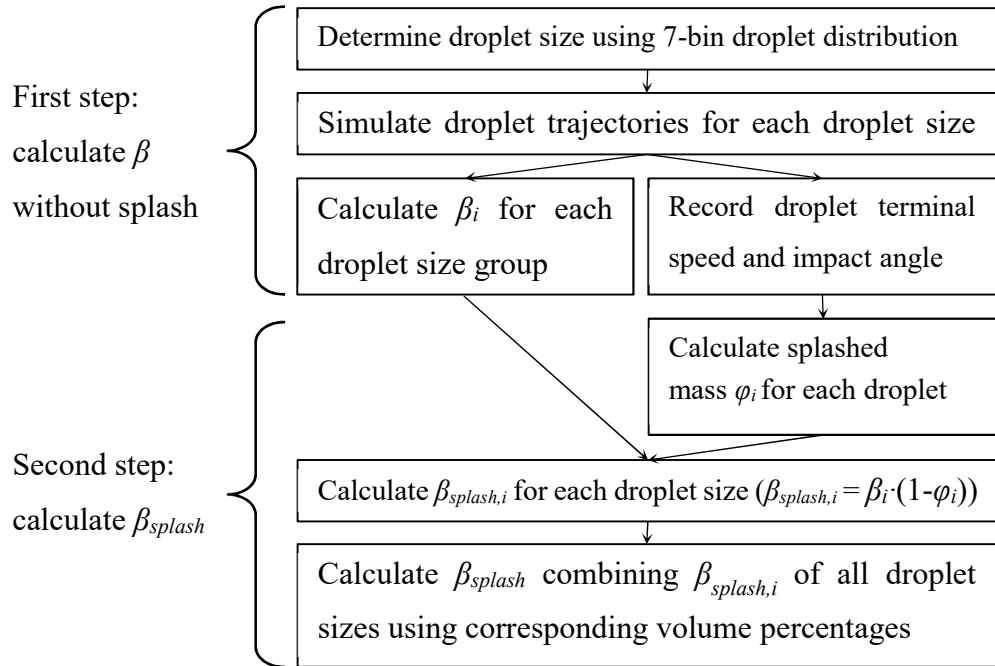 Determine droplet size using 7-bin droplet distribution
First step:
calculate β
without splash
Simulate droplet trajectories for each droplet size
Calculate βi for each
droplet size group
Record droplet terminal
speed and impact angle
Calculate splashed
mass φi for each droplet
Second step:
calculate βsplash
Calculate βsplash,i for each droplet size (βsplash,i = βi·(1-φi))
Calculate βsplash combining βsplash,i of all droplet
sizes using corresponding volume percentages